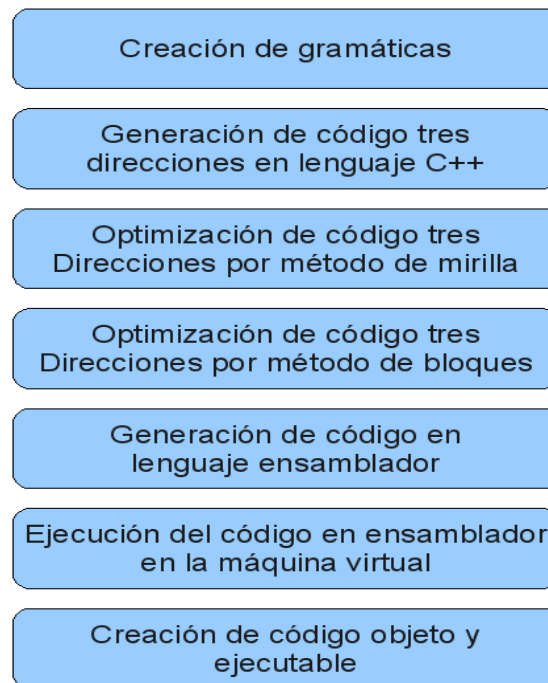 Creación de gramáticas
Generación de código tres
direcciones en lenguaje C++
Optimización de código tres
Direcciones por método de mirilla
Optimización de código tres
Direcciones por método de bloques
Generación de código en
lenguaje ensamblador
Ejecución del código en ensamblador
en la máquina virtual
Creación de código objeto y
ejecutable